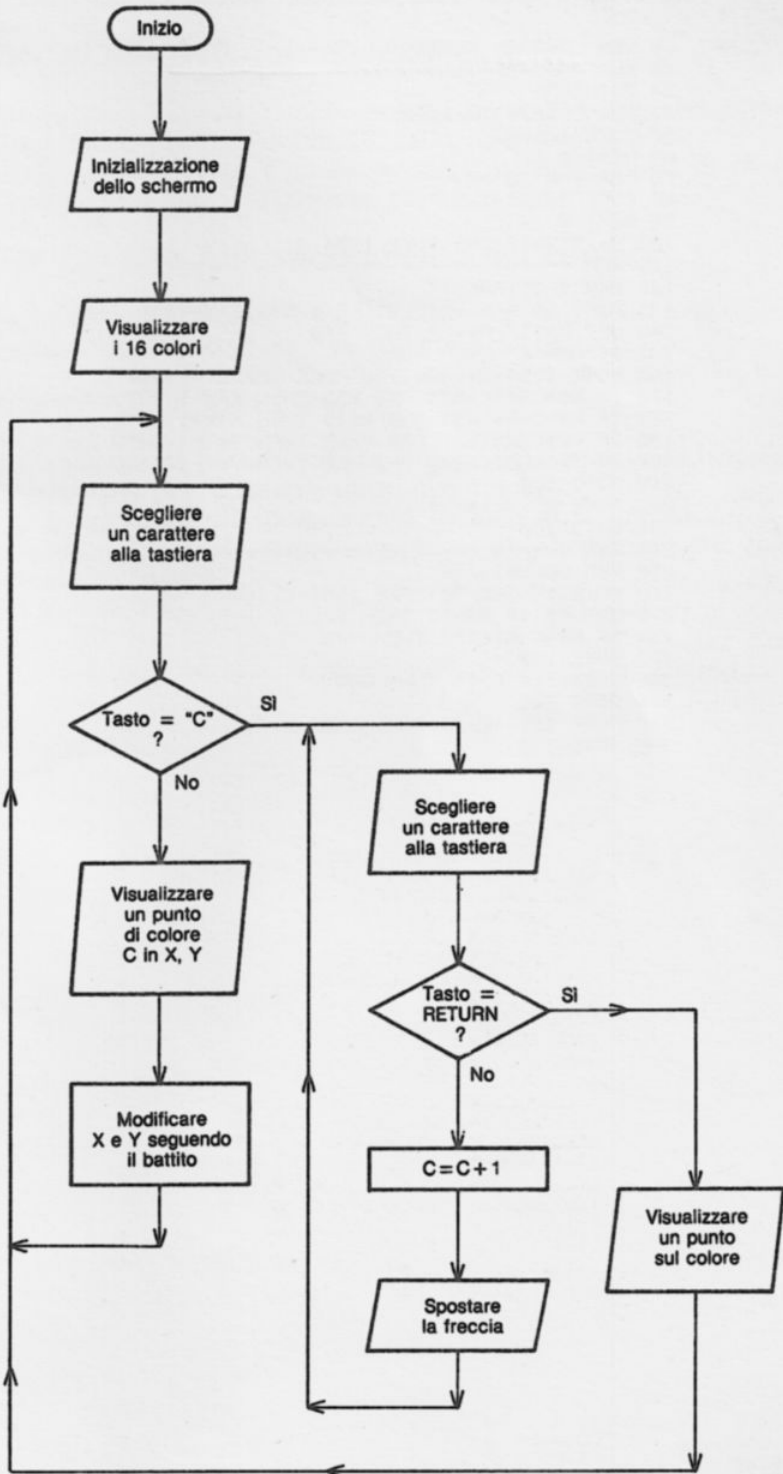 Inizio
Inizializzazione
dello schermo
Visualizzare
i 16 colori
Scegliere
un carattere
alla tastiera
Tasto = "C"
?
Sì
No
Visualizzare
un punto
di colore
C in X, Y
Modificare
X e Y seguendo
il battito
Scegliere
un carattere
alla tastiera
Tasto =
RETURN
?
Sì
No
C=C+1
Spostare
la freccia
Visualizzare
un punto
sul colore